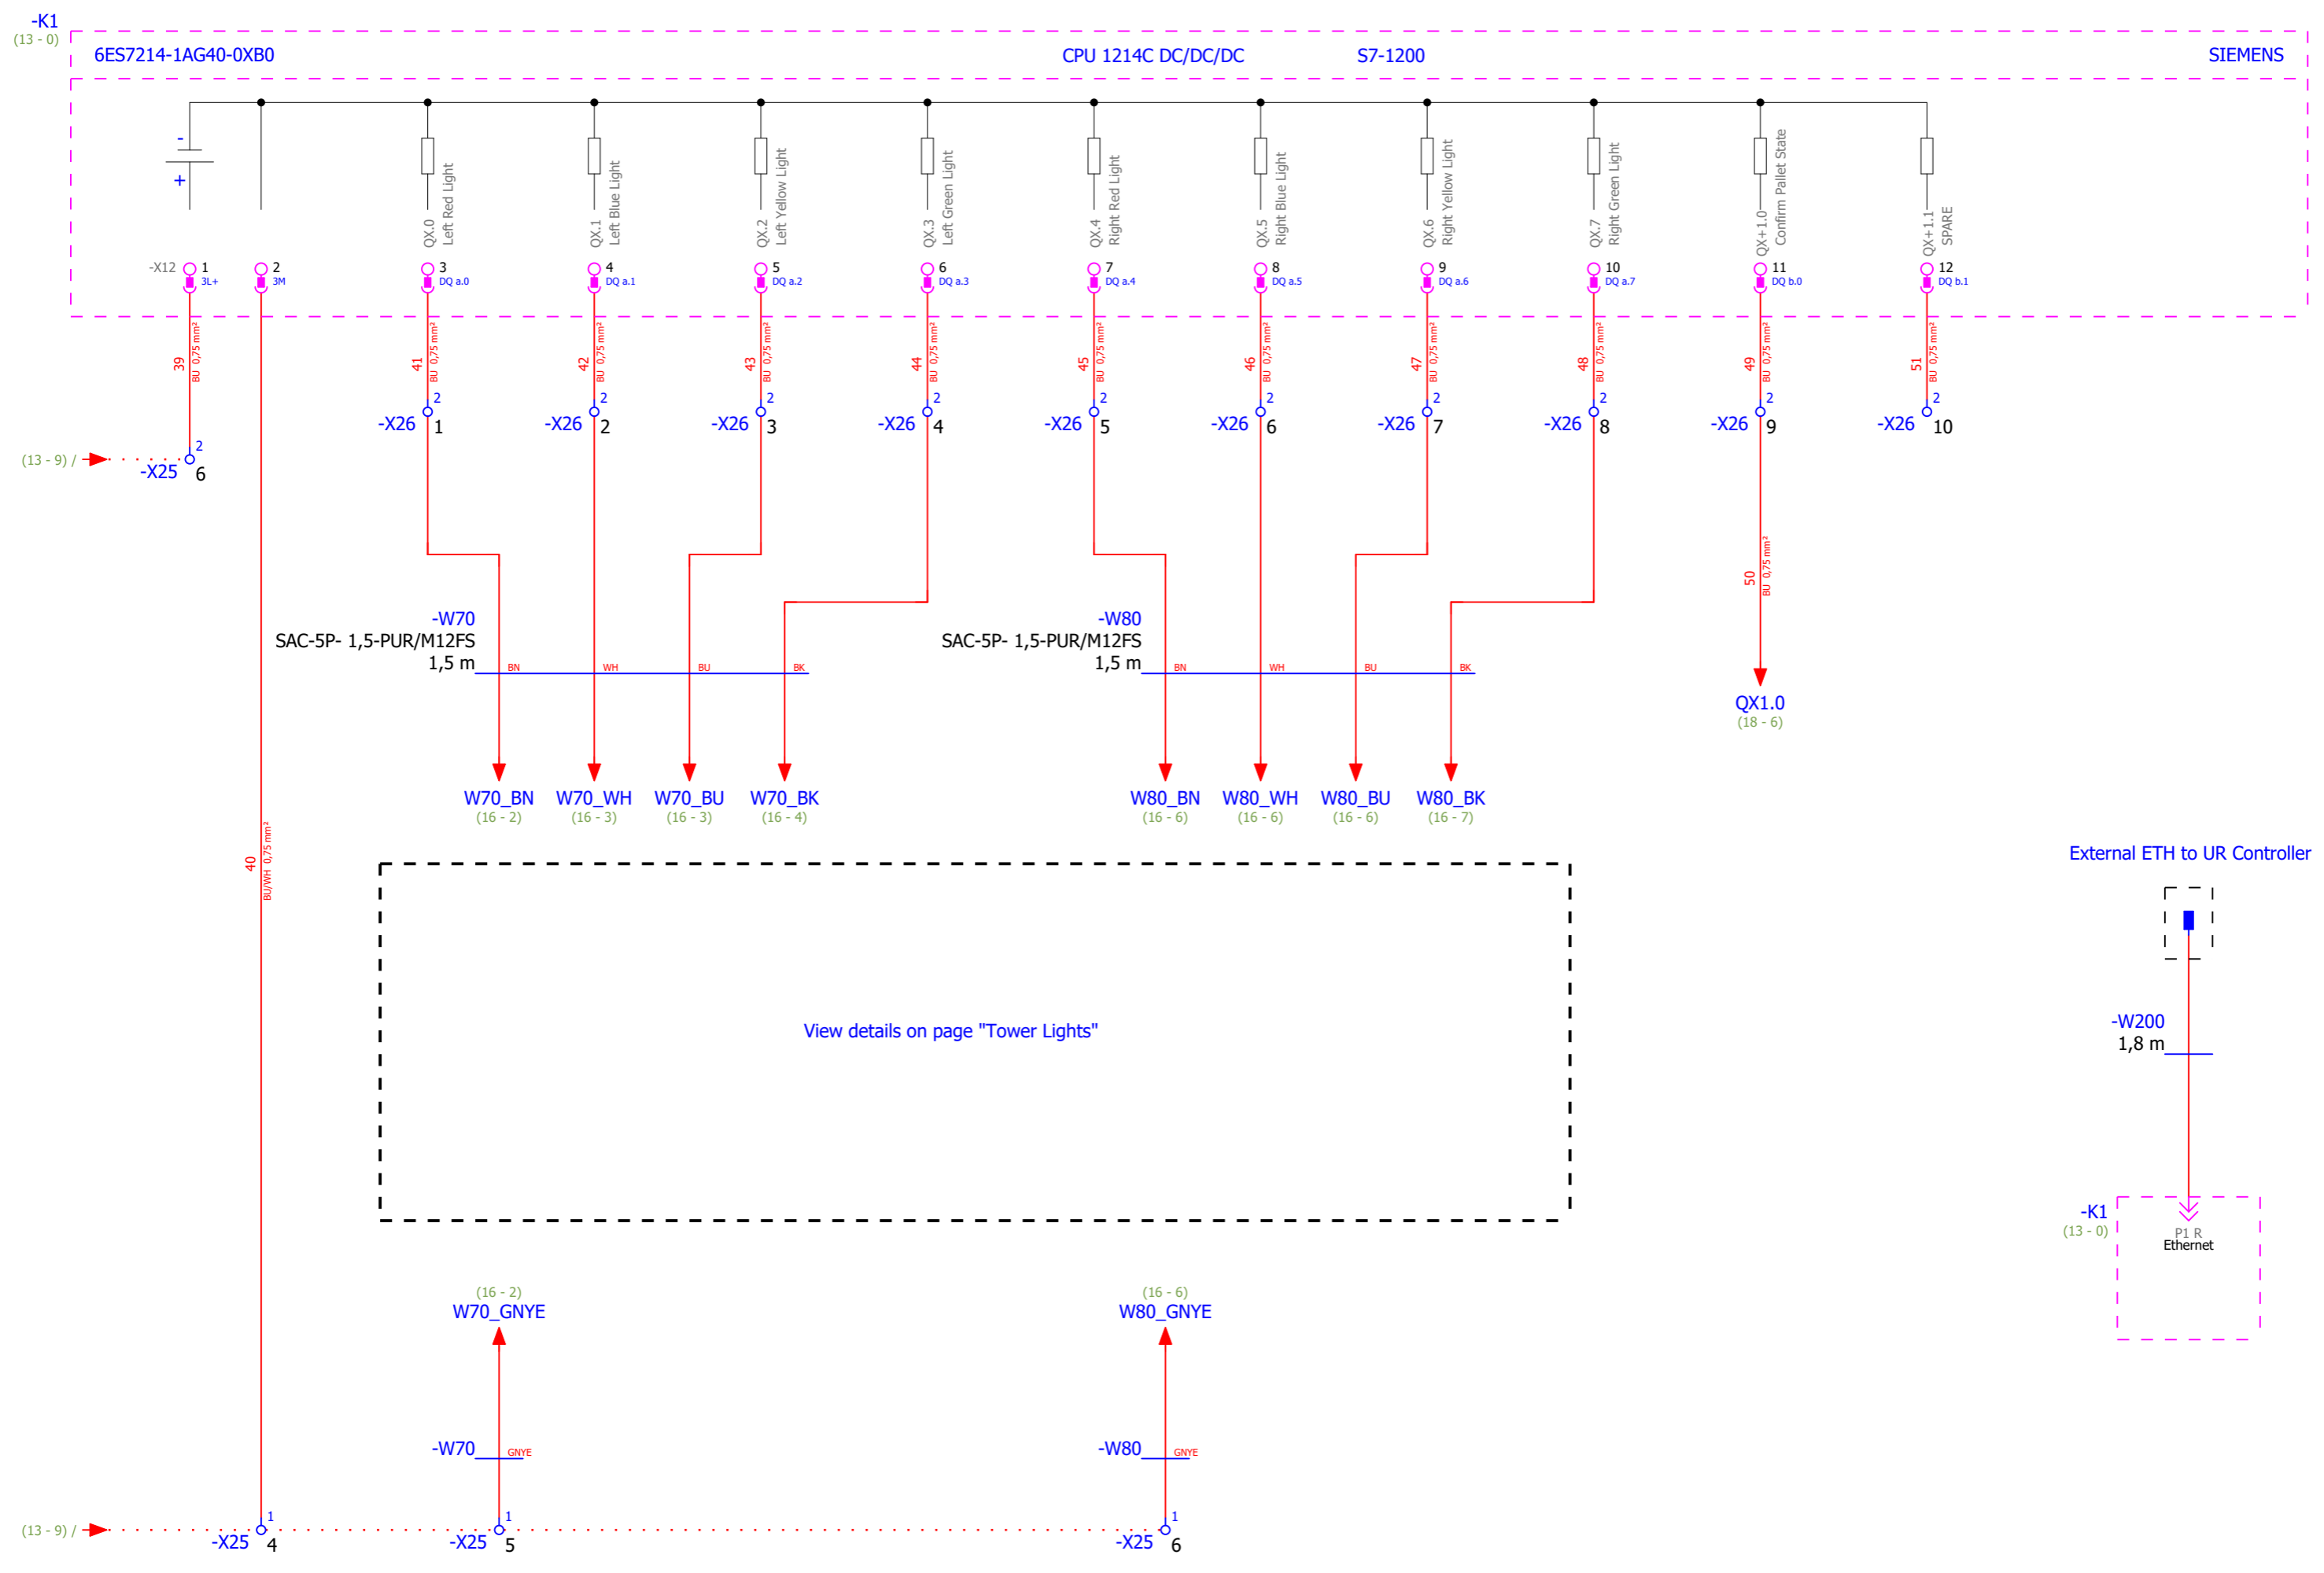 -K1
(13 - 0)
6ES7214-1AG40-0XB0
CPU 1214C DC/DC/DC
S7-1200
SIEMENS
-
+
QX.0
Left Red Light
QX.1
Left Blue Light
QX.2
Left Yellow Light
QX.3
Left Green Light
QX.4
Right Red Light
QX.5
Right Blue Light
QX.6
Right Yellow Light
QX.7
Right Green Light
QX+1.0
Confirm Pallet State
QX+1.1
SPARE
-X12
1
3L+
2
3M
3
DQ a.0
4
DQ a.1
5
DQ a.2
6
DQ a.3
7
DQ a.4
8
DQ a.5
9
DQ a.6
10
DQ a.7
11
DQ b.0
12
DQ b.1
39
BU 0,75 mm²
41
BU 0,75 mm²
42
BU 0,75 mm²
43
BU 0,75 mm²
44
BU 0,75 mm²
45
BU 0,75 mm²
46
BU 0,75 mm²
47
BU 0,75 mm²
48
BU 0,75 mm²
49
BU 0,75 mm²
51
BU 0,75 mm²
2
-X26
1
2
-X26
2
2
-X26
3
2
-X26
4
2
-X26
5
2
-X26
6
2
-X26
7
2
-X26
8
2
-X26
9
2
-X26
10
(13 - 9) /
2
-X25
6
50
BU 0,75 mm²
-W70
SAC-5P- 1,5-PUR/M12FS
1,5 m
BN
WH
BU
BK
-W80
SAC-5P- 1,5-PUR/M12FS
1,5 m
BN
WH
BU
BK
QX1.0
(18 - 6)
W70_BN
(16 - 2)
W70_WH
(16 - 3)
W70_BU
(16 - 3)
W70_BK
(16 - 4)
W80_BN
(16 - 6)
W80_WH
(16 - 6)
W80_BU
(16 - 6)
W80_BK
(16 - 7)
40
BU/WH 0,75 mm²
External ETH to UR Controller
View details on page "Tower Lights"
-W200
1,8 m
-K1
(13 - 0)
P1 R
Ethernet
(16 - 2)
W70_GNYE
(16 - 6)
W80_GNYE
-W70
GNYE
-W80
GNYE
(13 - 9) /
1
-X25
4
1
-X25
5
1
-X25
6